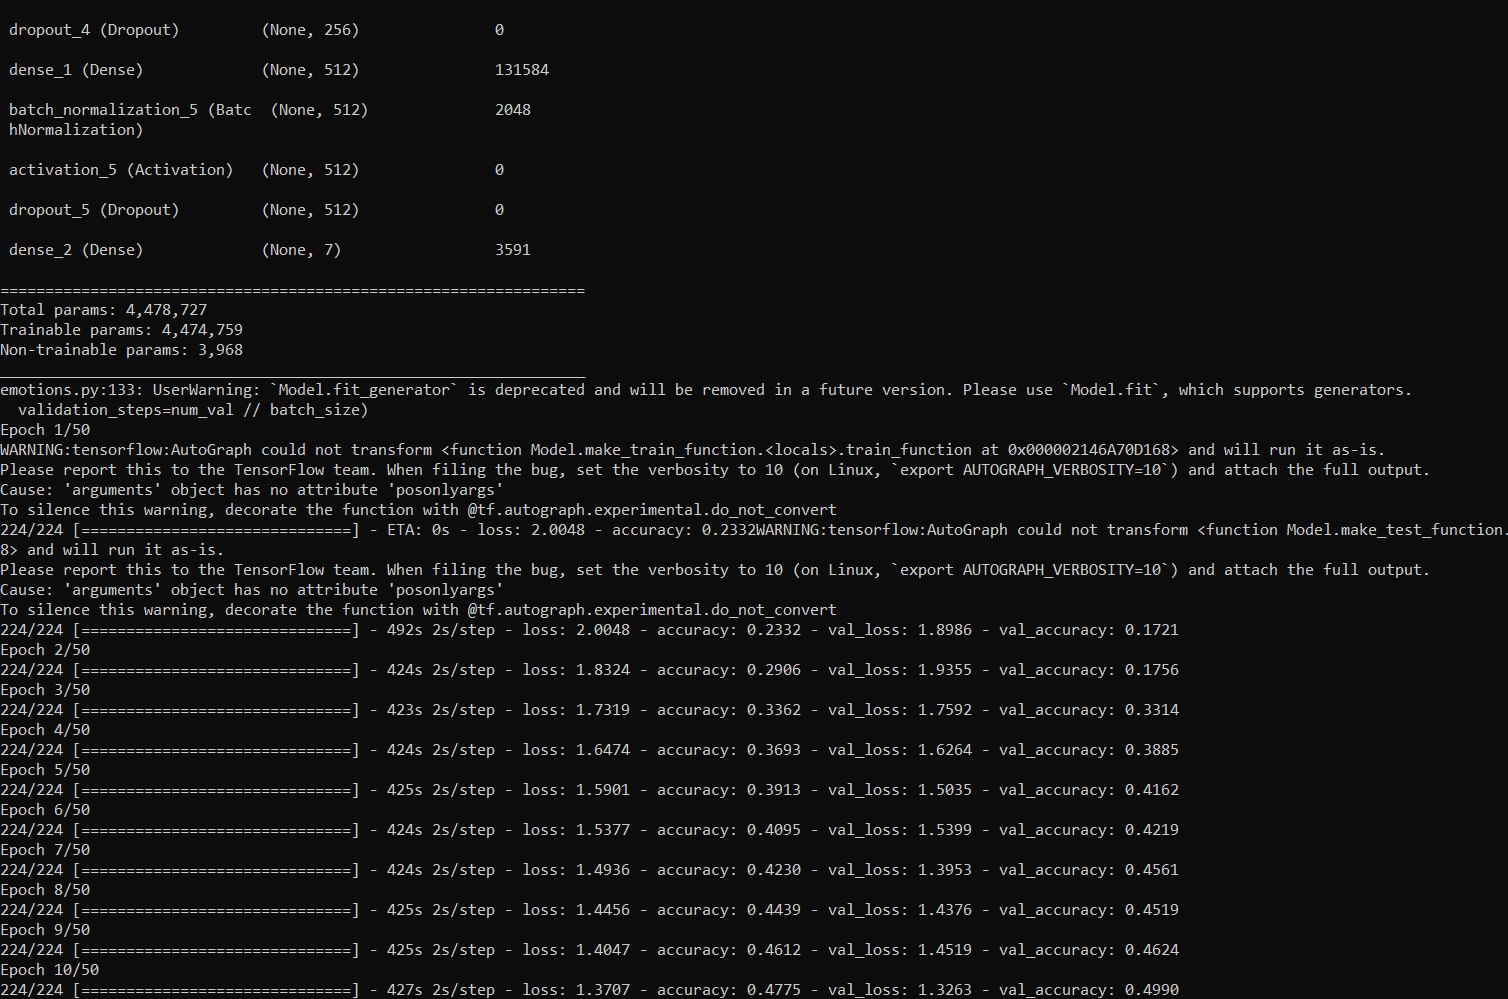 dropout_4 (Dropout)         (None, 256)               0
dense_1 (Dense)             (None, 512)               131584
batch_normalization_5 (Batc  (None, 512)              2048
hNormalization)
activation_5 (Activation)   (None, 512)               0
dropout_5 (Dropout)         (None, 512)               0
dense_2 (Dense)             (None, 7)                 3591
=================================================================
Total params: 4,478,727
Trainable params: 4,474,759
Non-trainable params: 3,968
_________________________________________________________________
emotions.py:133: UserWarning: `Model.fit_generator` is deprecated and will be removed in a future version. Please use `Model.fit`, which supports generators.
  validation_steps=num_val // batch_size)
Epoch 1/50
WARNING:tensorflow:AutoGraph could not transform <function Model.make_train_function.<locals>.train_function at 0x000002146A70D168> and will run it as-is.
Please report this to the TensorFlow team. When filing the bug, set the verbosity to 10 (on Linux, `export AUTOGRAPH_VERBOSITY=10`) and attach the full output.
Cause: 'arguments' object has no attribute 'posonlyargs'
To silence this warning, decorate the function with @tf.autograph.experimental.do_not_convert
224/224 [==============================] - ETA: 0s - loss: 2.0048 - accuracy: 0.2332WARNING:tensorflow:AutoGraph could not transform <function Model.make_test_function.
8> and will run it as-is.
Please report this to the TensorFlow team. When filing the bug, set the verbosity to 10 (on Linux, `export AUTOGRAPH_VERBOSITY=10`) and attach the full output.
Cause: 'arguments' object has no attribute 'posonlyargs'
To silence this warning, decorate the function with @tf.autograph.experimental.do_not_convert
224/224 [==============================] - 492s 2s/step - loss: 2.0048 - accuracy: 0.2332 - val_loss: 1.8986 - val_accuracy: 0.1721
Epoch 2/50
224/224 [==============================] - 424s 2s/step - loss: 1.8324 - accuracy: 0.2906 - val_loss: 1.9355 - val_accuracy: 0.1756
Epoch 3/50
224/224 [==============================] - 423s 2s/step - loss: 1.7319 - accuracy: 0.3362 - val_loss: 1.7592 - val_accuracy: 0.3314
Epoch 4/50
224/224 [==============================] - 424s 2s/step - loss: 1.6474 - accuracy: 0.3693 - val_loss: 1.6264 - val_accuracy: 0.3885
Epoch 5/50
224/224 [==============================] - 425s 2s/step - loss: 1.5901 - accuracy: 0.3913 - val_loss: 1.5035 - val_accuracy: 0.4162
Epoch 6/50
224/224 [==============================] - 424s 2s/step - loss: 1.5377 - accuracy: 0.4095 - val_loss: 1.5399 - val_accuracy: 0.4219
Epoch 7/50
224/224 [==============================] - 424s 2s/step - loss: 1.4936 - accuracy: 0.4230 - val_loss: 1.3953 - val_accuracy: 0.4561
Epoch 8/50
224/224 [==============================] - 425s 2s/step - loss: 1.4456 - accuracy: 0.4439 - val_loss: 1.4376 - val_accuracy: 0.4519
Epoch 9/50
224/224 [==============================] - 425s 2s/step - loss: 1.4047 - accuracy: 0.4612 - val_loss: 1.4519 - val_accuracy: 0.4624
Epoch 10/50
224/224 [==============================] - 427s 2s/step - loss: 1.3707 - accuracy: 0.4775 - val_loss: 1.3263 - val_accuracy: 0.4990